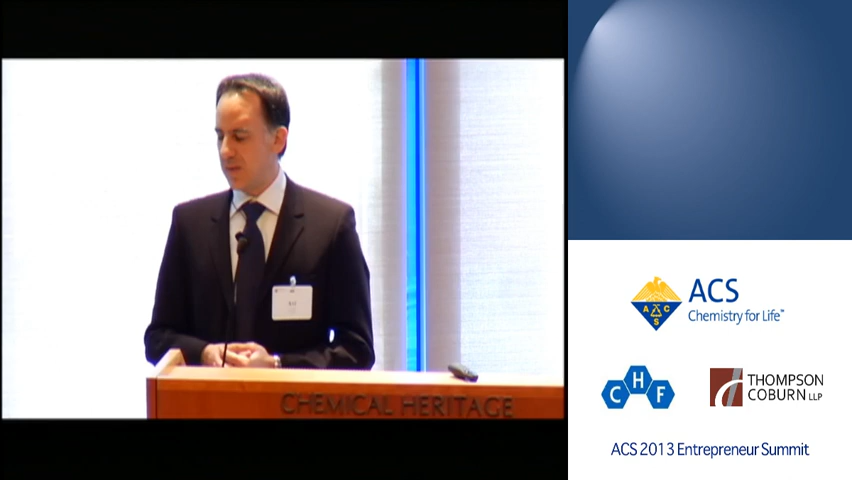 CHEMICAL HERITAGE
ACS
Chemistry for Life™
A C S
C H F
THOMPSON
COBURN LLP
ACS 2013 Entrepreneur Summit